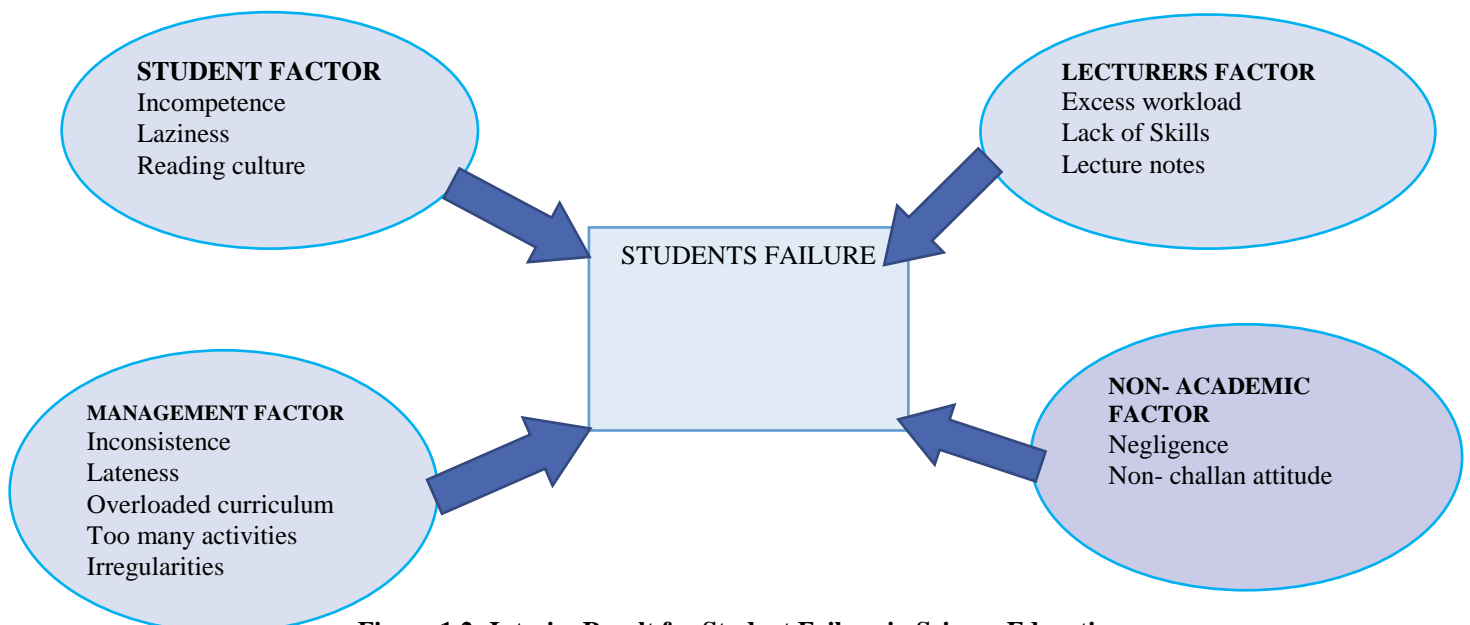 STUDENT FACTOR
Incompetence
Laziness
Reading culture
LECTURERS FACTOR
Excess workload
Lack of Skills
Lecture notes
STUDENTS FAILURE
MANAGEMENT FACTOR
Inconsistence
Lateness
Overloaded curriculum
Too many activities
Irregularities
NON- ACADEMIC
FACTOR
Negligence
Non- challan attitude